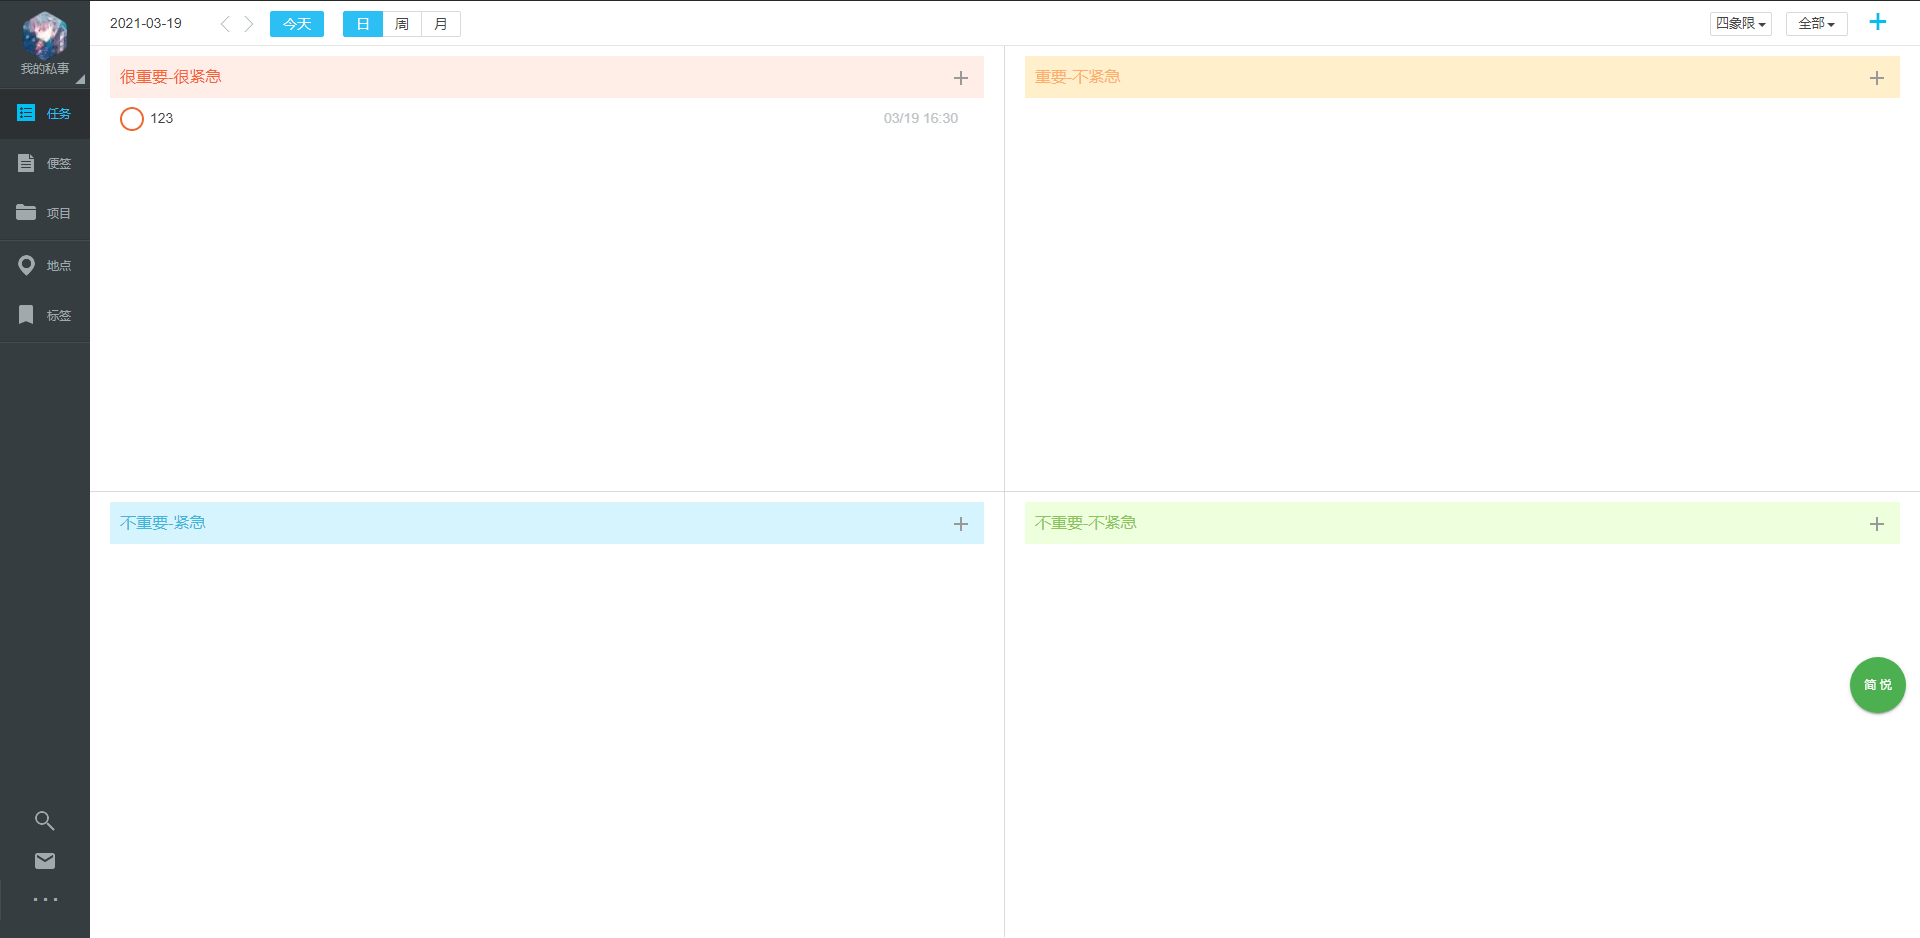 我的私事
任务
便签
项目
地点
标签
2021-03-19 今天 日 周 月 四象限 全部
很重要-很紧急
123 03/19 16:30
重要-不紧急
不重要-紧急
不重要-不紧急
简悦